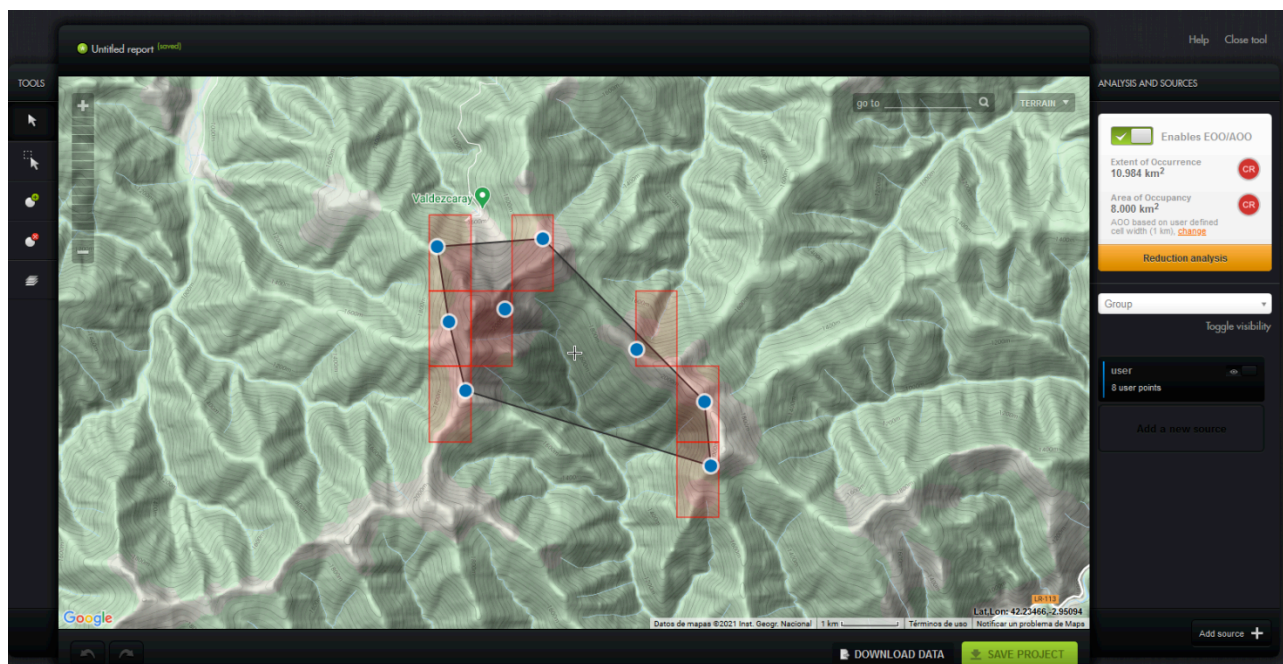 Untitled report (saved)
Help Close tool
TOOLS
ANALYSIS AND SOURCES
go to
TERRAIN
Enables EOO/AOO
Extent of Occurrence
10.984 km²
CR
Area of Occupancy
8.000 km²
CR
AOO based on user defined
cell width (1 km), change
Reduction analysis
Valdezcaray
Group
Toggle visibility
user
8 user points
Add a new source
LR-113
Lat,Lon: 42.23466,-2.95094
Google
Datos de mapas ©2021 Inst. Geogr. Nacional 1 km Términos de uso Notificar un problema de Maps
Add source
DOWNLOAD DATA
SAVE PROJECT